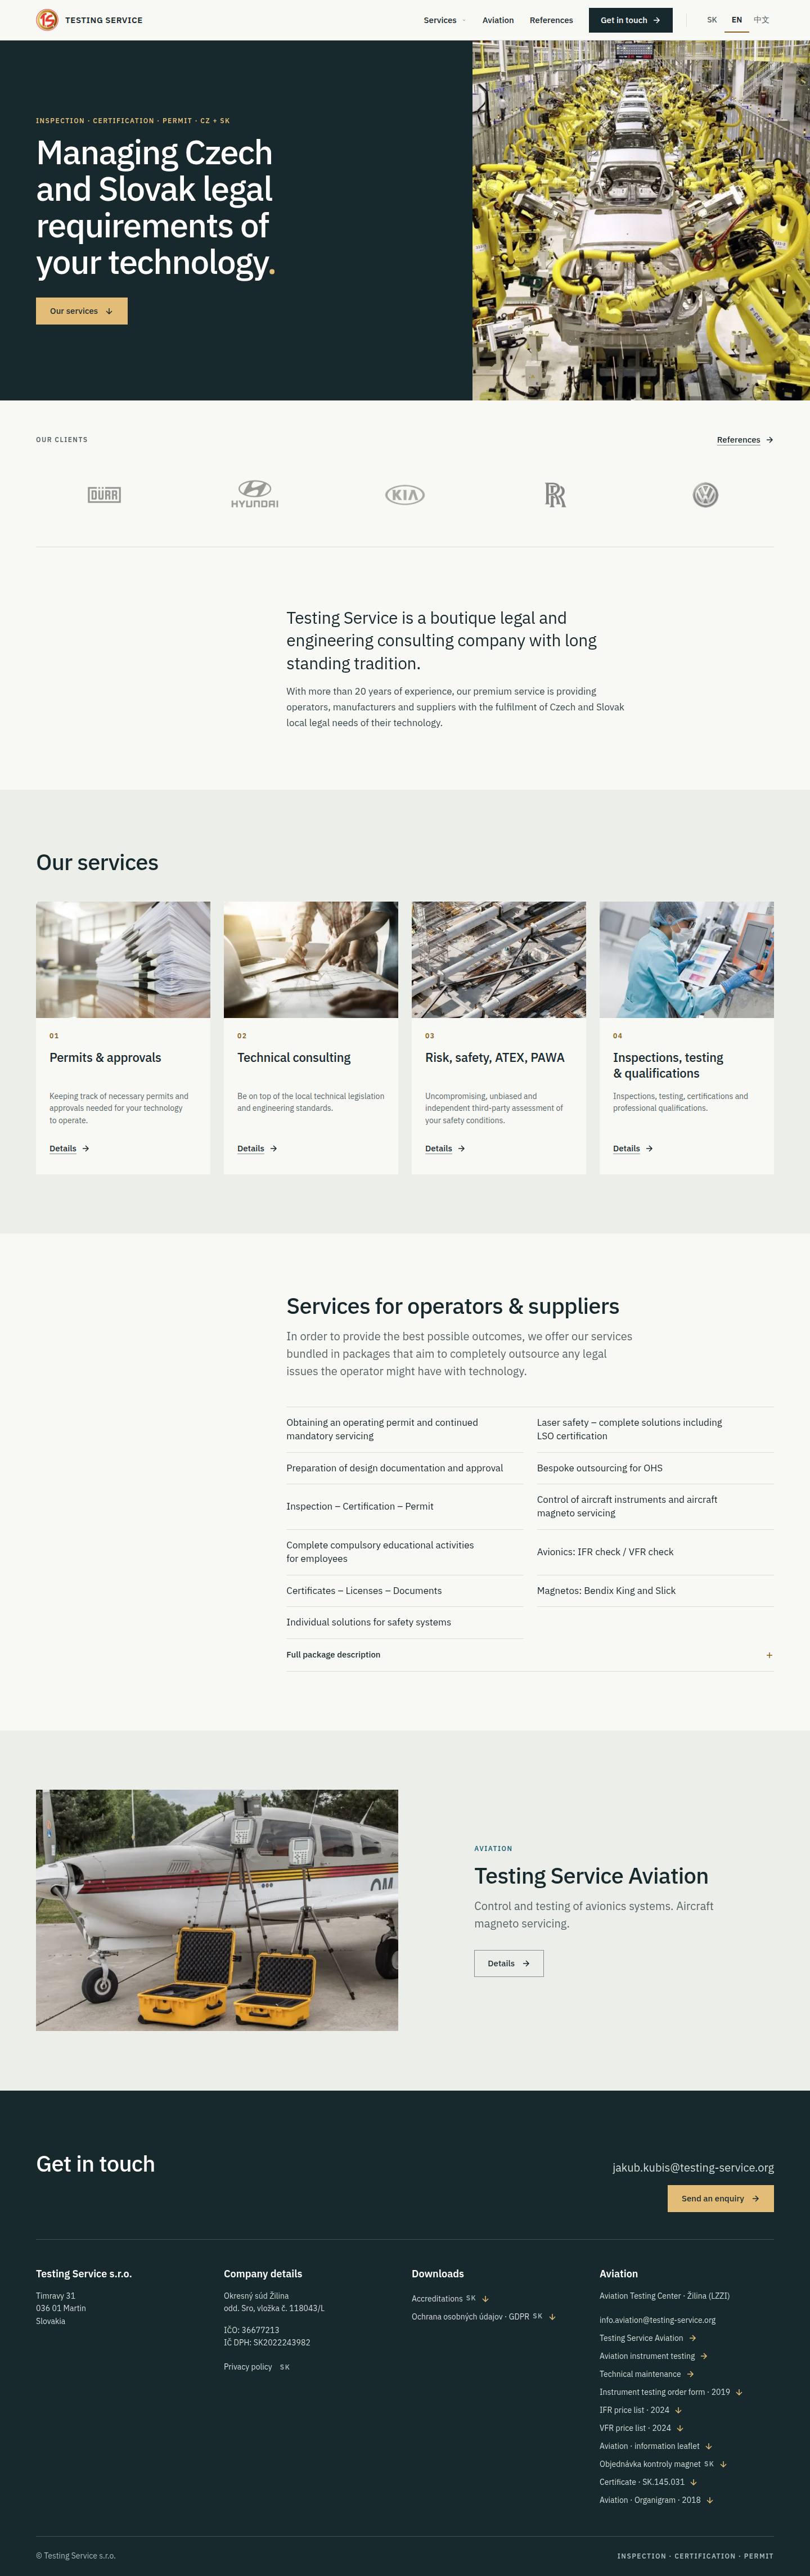 TESTING SERVICE
Services
Aviation
References
Get in touch
SK
EN
中文
INSPECTION · CERTIFICATION · PERMIT · CZ + SK
Managing Czech
and Slovak legal
requirements of
your technology.
Our services
OUR CLIENTS
References
DÜRR
HYUNDAI
KIA
RR
VW
Testing Service is a boutique legal and
engineering consulting company with long
standing tradition.
With more than 20 years of experience, our premium service is providing
operators, manufacturers and suppliers with the fulfilment of Czech and Slovak
local legal needs of their technology.
Our services
01
Permits & approvals
Keeping track of necessary permits and
approvals needed for your technology
to operate.
Details
02
Technical consulting
Be on top of the local technical legislation
and engineering standards.
Details
03
Risk, safety, ATEX, PAWA
Uncompromising, unbiased and
independent third-party assessment of
your safety conditions.
Details
04
Inspections, testing
& qualifications
Inspections, testing, certifications and
professional qualifications.
Details
Services for operators & suppliers
In order to provide the best possible outcomes, we offer our services
bundled in packages that aim to completely outsource any legal
issues the operator might have with technology.
Obtaining an operating permit and continued
mandatory servicing
Laser safety – complete solutions including
LSO certification
Preparation of design documentation and approval
Bespoke outsourcing for OHS
Inspection – Certification – Permit
Control of aircraft instruments and aircraft
magneto servicing
Complete compulsory educational activities
for employees
Avionics: IFR check / VFR check
Certificates – Licenses – Documents
Magnetos: Bendix King and Slick
Individual solutions for safety systems
Full package description +
AVIATION
Testing Service Aviation
Control and testing of avionics systems. Aircraft
magneto servicing.
Details
Get in touch
jakub.kubis@testing-service.org
Send an enquiry
Testing Service s.r.o.
Timravy 31
036 01 Martin
Slovakia
Company details
Okresný súd Žilina
odd. Sro, vložka č. 118043/L
IČO: 36677213
IČ DPH: SK2022243982
Privacy policy SK
Downloads
Accreditations SK
Ochrana osobných údajov · GDPR SK
Aviation
Aviation Testing Center · Žilina (LZZI)
info.aviation@testing-service.org
Testing Service Aviation
Aviation instrument testing
Technical maintenance
Instrument testing order form · 2019
IFR price list · 2024
VFR price list · 2024
Aviation · information leaflet
Objednávka kontroly magnet SK
Certificate · SK.145.031
Aviation · Organigram · 2018
© Testing Service s.r.o.
INSPECTION · CERTIFICATION · PERMIT